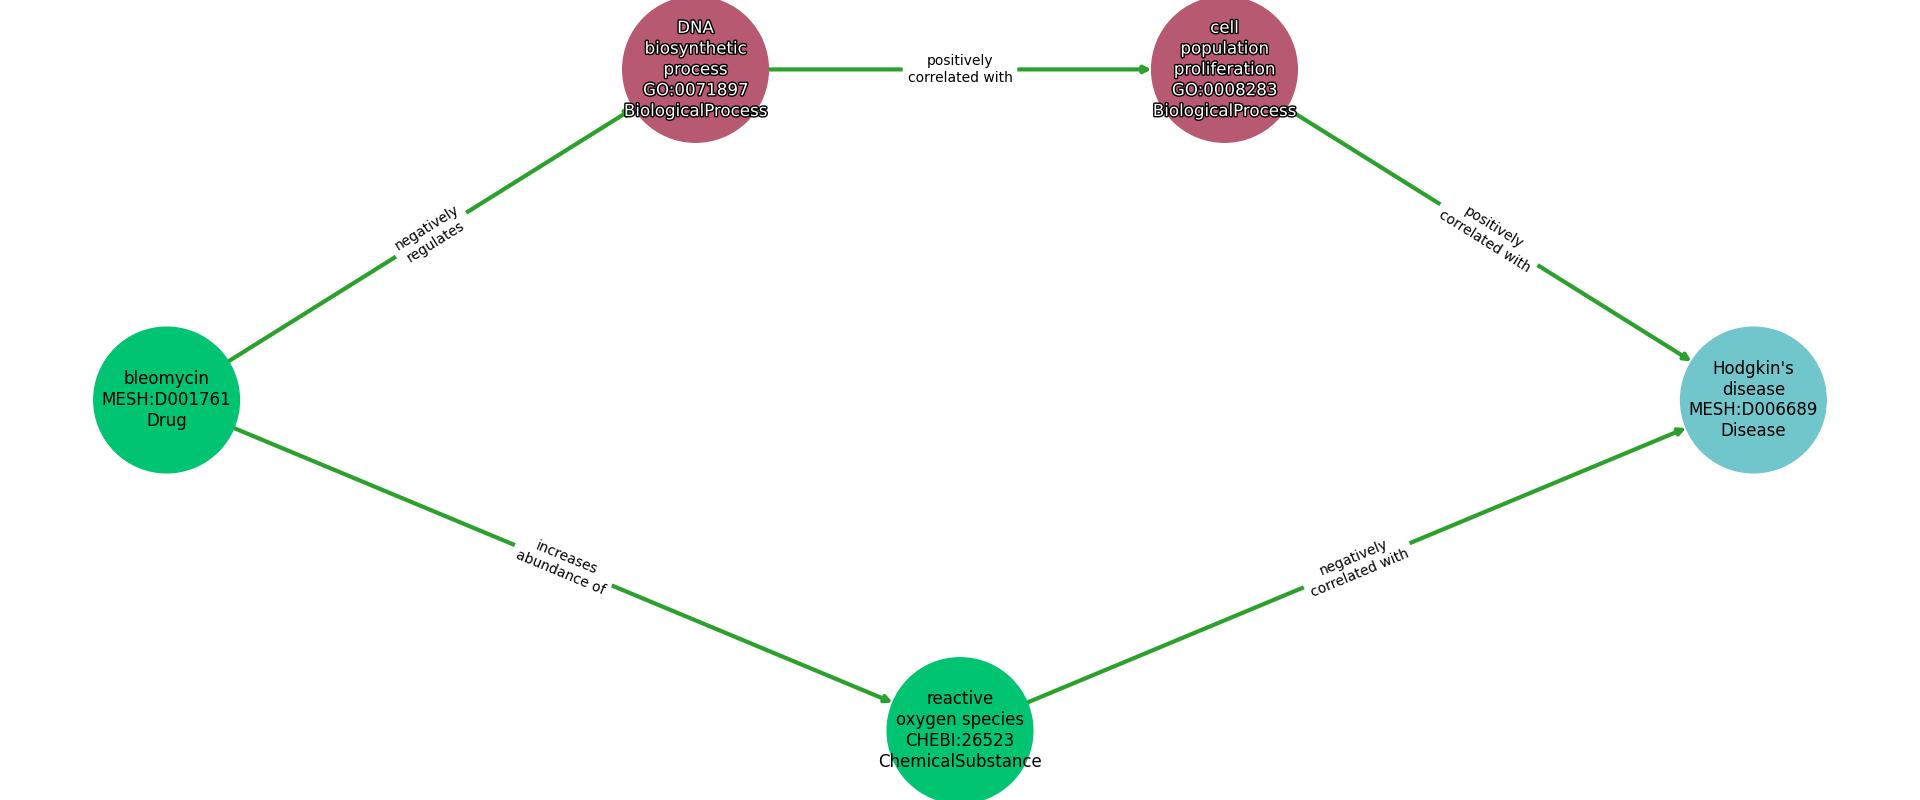 DNA
biosynthetic
process
GO:0071897
BiologicalProcess
positively
correlated with
cell
population
proliferation
GO:0008283
BiologicalProcess
negatively
regulates
positively
correlated with
bleomycin
MESH:D001761
Drug
Hodgkin's
disease
MESH:D006689
Disease
increases
abundance of
negatively
correlated with
reactive
oxygen species
CHEBI:26523
ChemicalSubstance